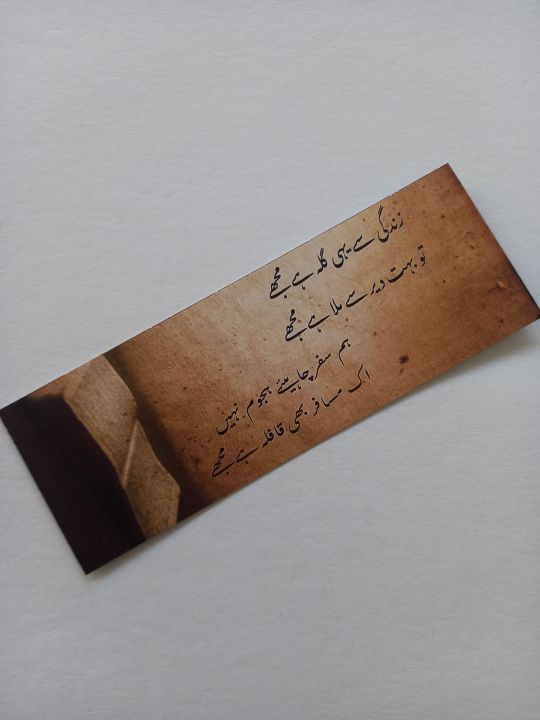 زندگی سے یہی گلہ ہے مجھے
تو بہت دیر سے ملا ہے مجھے
ہم سفر چاہیئے ہجوم نہیں
اک مسافر بھی قافلہ ہے مجھے